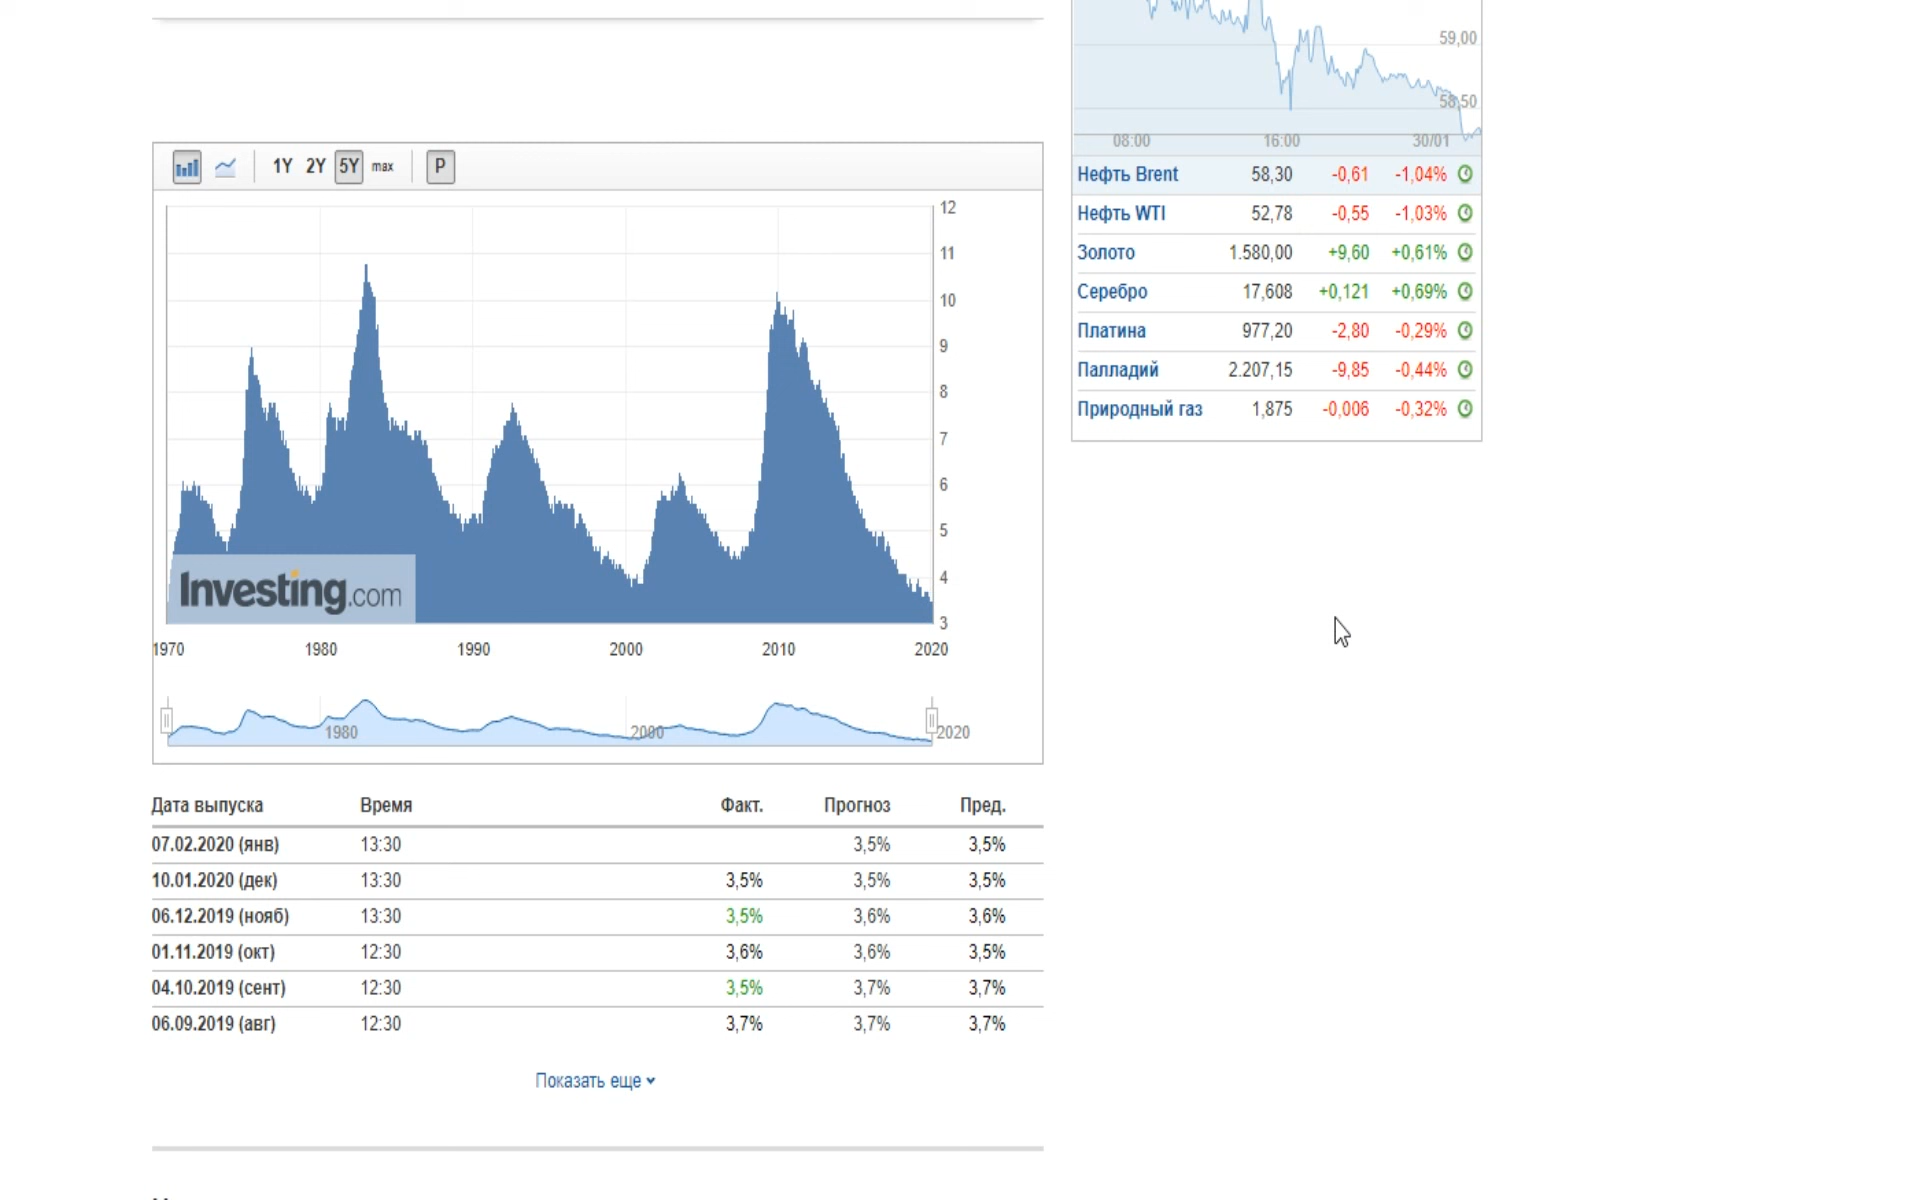 1Y 2Y 5Y max P
12
11
10
9
8
7
6
5
4
3
Investing.com
1970 1980 1990 2000 2010 2020
1980 2000 2020
Дата выпуска Время Факт. Прогноз Пред.
07.02.2020 (янв) 13:30 3,5% 3,5%
10.01.2020 (дек) 13:30 3,5% 3,5% 3,5%
06.12.2019 (нояб) 13:30 3,5% 3,6% 3,6%
01.11.2019 (окт) 12:30 3,6% 3,6% 3,5%
04.10.2019 (сент) 12:30 3,5% 3,7% 3,7%
06.09.2019 (авг) 12:30 3,7% 3,7% 3,7%
Показать еще
59,00
58,50
08:00 16:00 30/01
Нефть Brent 58,30 -0,61 -1,04%
Нефть WTI 52,78 -0,55 -1,03%
Золото 1.580,00 +9,60 +0,61%
Серебро 17,608 +0,121 +0,69%
Платина 977,20 -2,80 -0,29%
Палладий 2.207,15 -9,85 -0,44%
Природный газ 1,875 -0,006 -0,32%